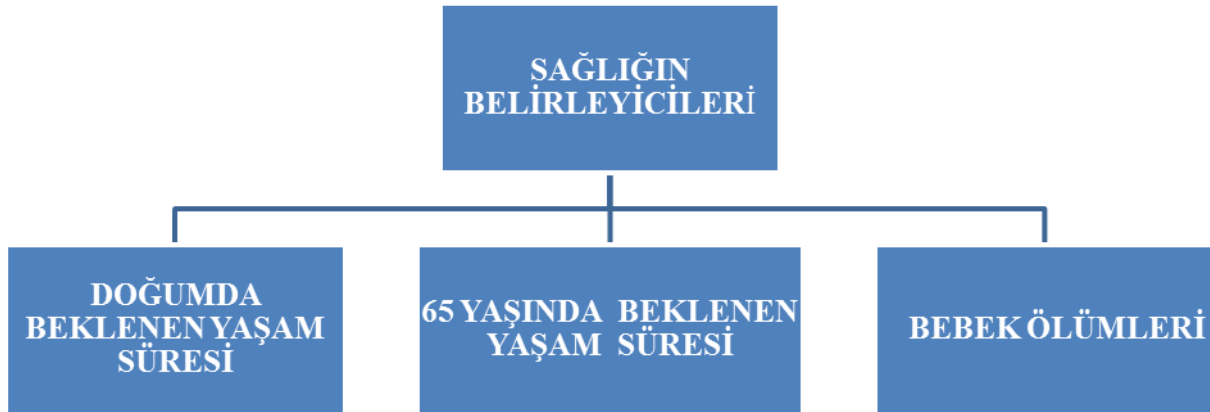 SAĞLIĞIN
BELİRLEYİCİLERİ
DOĞUMDA
BEKLENEN YAŞAM
SÜRESİ
65 YAŞINDA BEKLENEN
YAŞAM SÜRESİ
BEBEK ÖLÜMLERİ